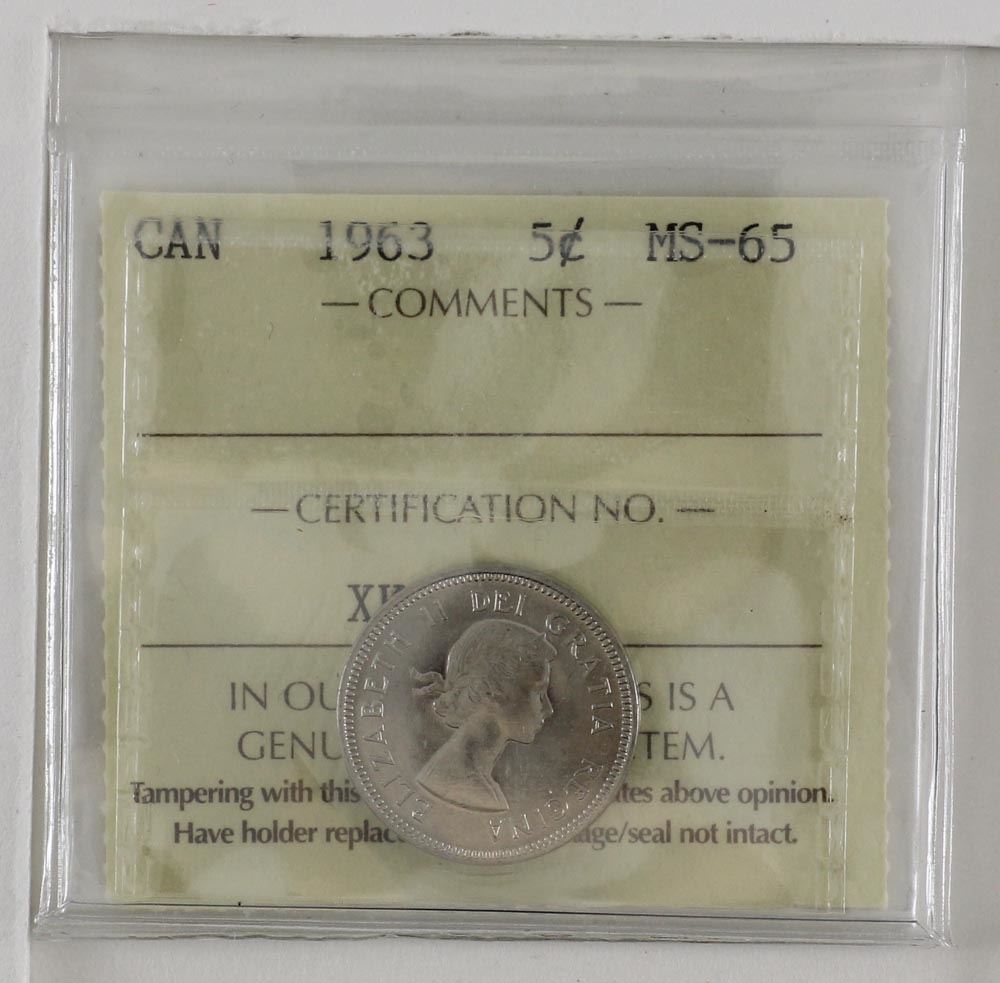 CAN 1963 5¢ MS-65
— COMMENTS —
— CERTIFICATION NO. —
ELIZABETH II DEI GRATIA REGINA
IN OU S IS A
GENU TEM.
Tampering with this tes above opinion.
Have holder replac age/seal not intact.